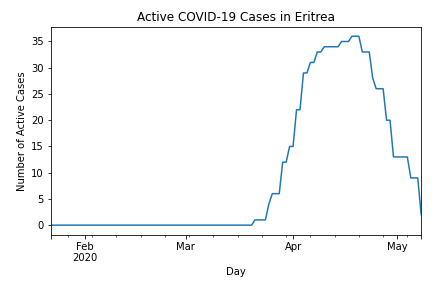 Active COVID-19 Cases in Eritrea
Number of Active Cases
35
30
25
20
15
10
5
0
Feb
2020
Mar
Apr
May
Day